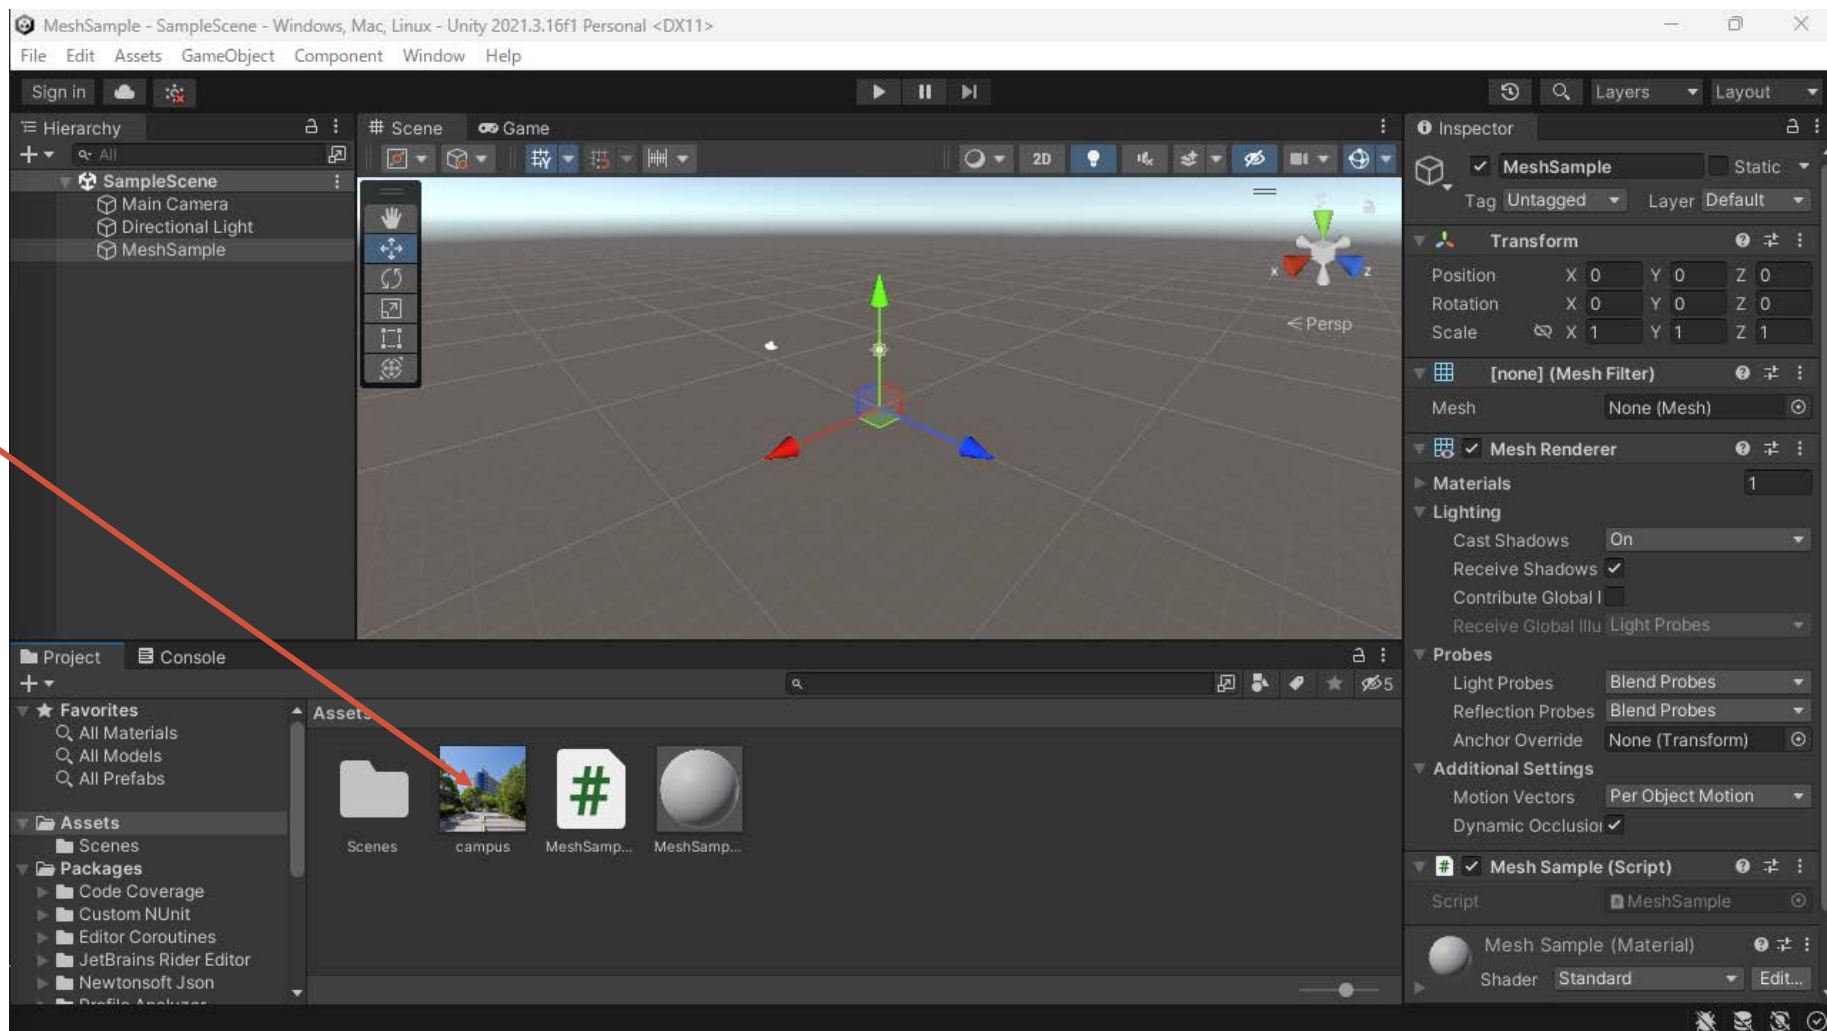 MeshSample - SampleScene - Windows, Mac, Linux - Unity 2021.3.16f1 Personal <DX11>
File Edit Assets GameObject Component Window Help
Sign in
Layers
Layout
Hierarchy
All
SampleScene
Main Camera
Directional Light
MeshSample
Scene
Game
2D
x
z
Persp
Project
Console
5
Favorites
All Materials
All Models
All Prefabs
Assets
Scenes
Packages
Code Coverage
Custom NUnit
Editor Coroutines
JetBrains Rider Editor
Newtonsoft Json
Assets
Scenes
campus
MeshSamp...
MeshSamp...
Inspector
MeshSample
Static
Tag Untagged Layer Default
Transform
Position X 0 Y 0 Z 0
Rotation X 0 Y 0 Z 0
Scale X 1 Y 1 Z 1
[none] (Mesh Filter)
Mesh None (Mesh)
Mesh Renderer
Materials 1
Lighting
Cast Shadows On
Receive Shadows
Contribute Global I
Receive Global Illu Light Probes
Probes
Light Probes Blend Probes
Reflection Probes Blend Probes
Anchor Override None (Transform)
Additional Settings
Motion Vectors Per Object Motion
Dynamic Occlusio
# Mesh Sample (Script)
Script MeshSample
Mesh Sample (Material)
Shader Standard Edit...